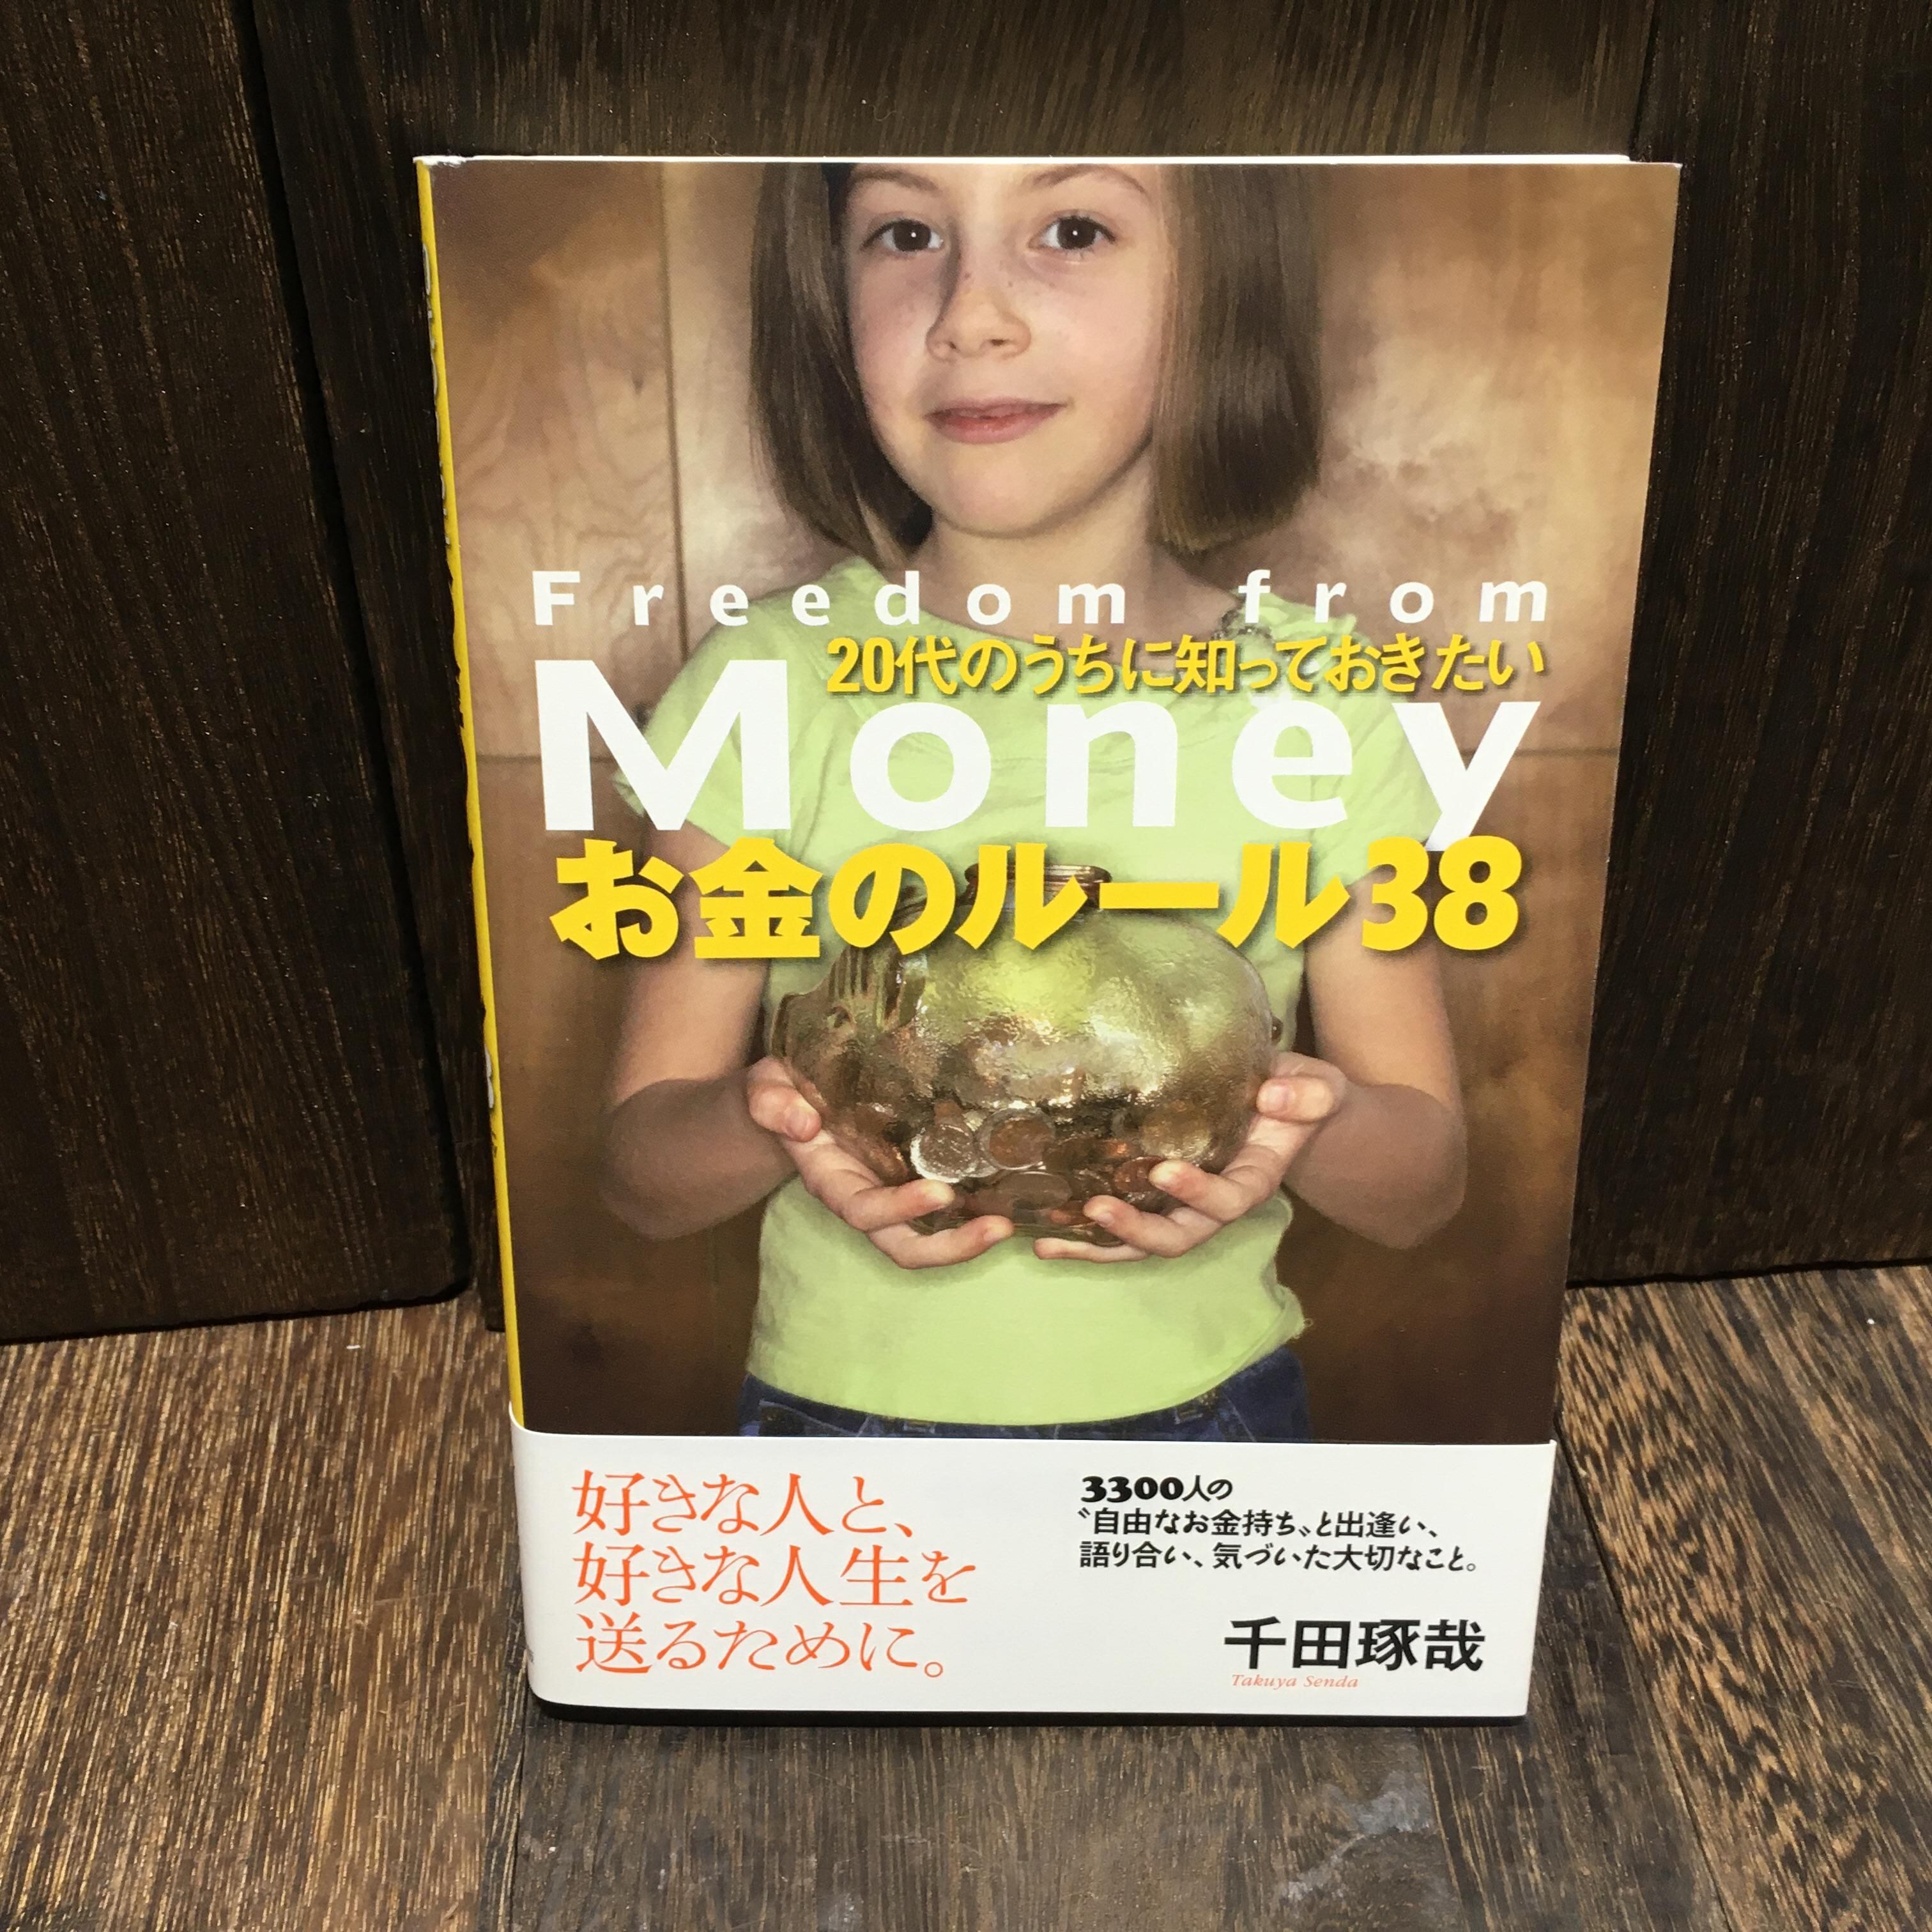 Freedom from
20代のうちに知っておきたい
Money
お金のルール38
好きな人と、
好きな人生を
送るために。
3300人の
〝自由なお金持ち〟と出逢い、
語り合い、気づいた大切なこと。
千田琢哉
Takuya Senda